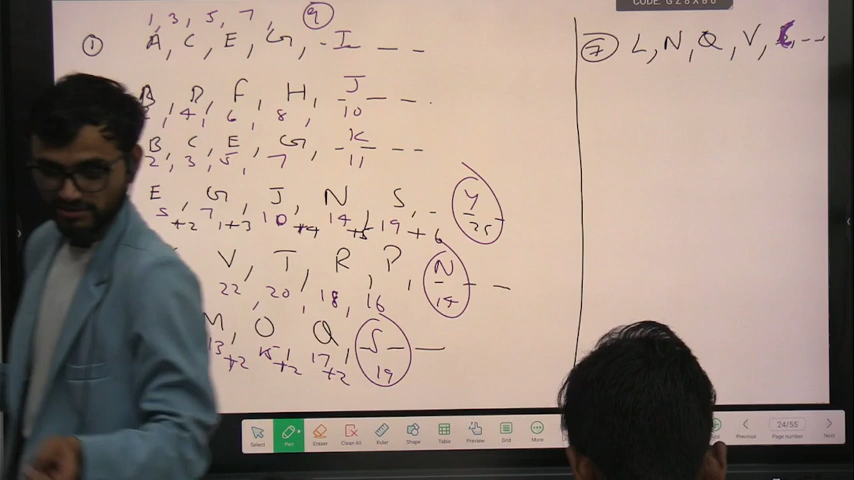 CODE: GZ8X86
1, 3, 5, 7, 9
① A, C, E, G, I
B, D, F, H, J
2, 4, 6, 8, 10
B, C, E, G, K
2, 3, 5, 7, 11
E G, J, N S, Y
5 7, 10 14, 19 25
+2 +3 +4 +5 +6
V, T, R, P, N
22, 20, 18, 16 14
M, O, Q, S
13, 15, 17, 19
+2 +2 +2
⑦ L, N, Q, V,
Select Pen Eraser Clear All Ruler Shape Table Preview Grid More Previous Page number Next
24/55